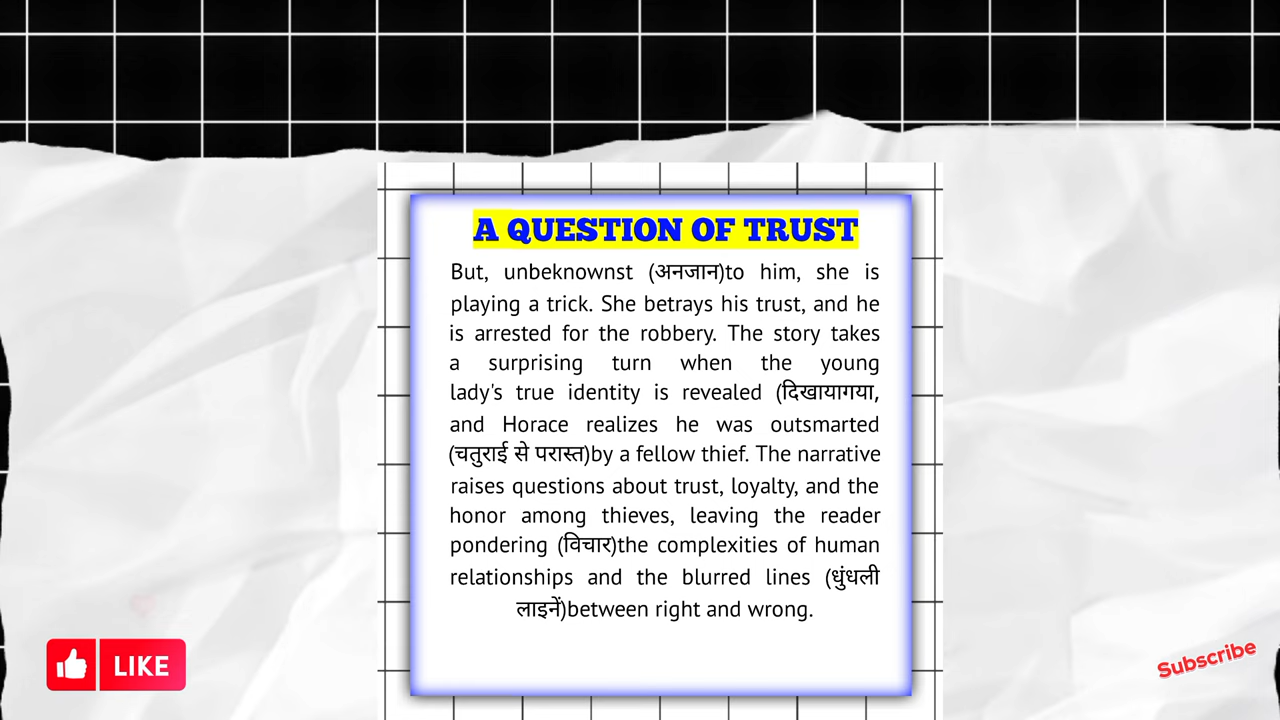 A QUESTION OF TRUST
But, unbeknownst (अनजान)to him, she is
playing a trick. She betrays his trust, and he
is arrested for the robbery. The story takes
a surprising turn when the young
lady's true identity is revealed (दिखायागया,
and Horace realizes he was outsmarted
(चतुराई से परास्त)by a fellow thief. The narrative
raises questions about trust, loyalty, and the
honor among thieves, leaving the reader
pondering (विचार)the complexities of human
relationships and the blurred lines (धुंधली
लाइनें)between right and wrong.
LIKE
Subscribe